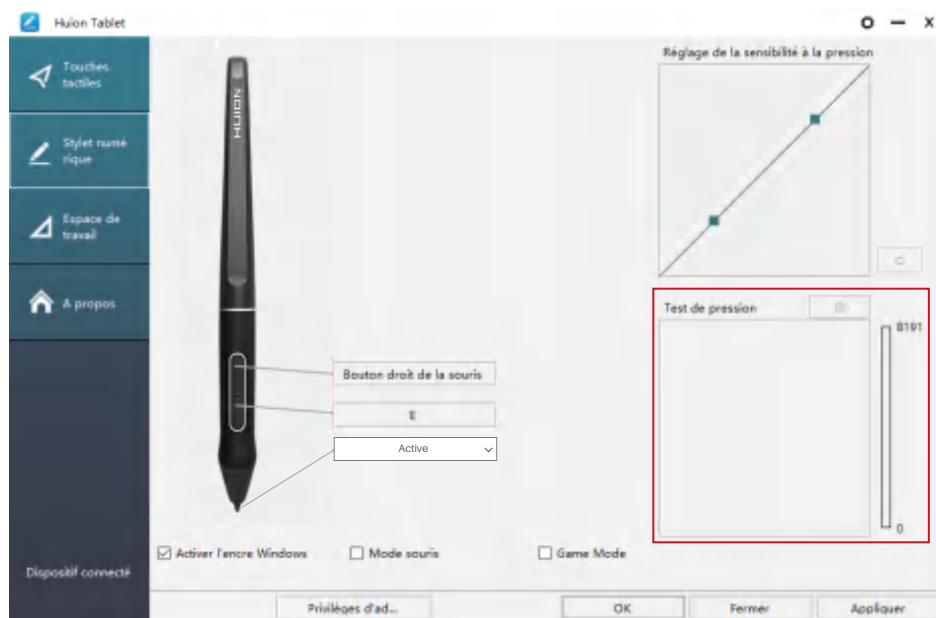 Huion Tablet
Touches
tactiles
Stylet numé
rique
Espace de
travail
A propos
Dispositif connecté
HUION
Bouton droit de la souris
E
Active
Activer l'encre Windows
Mode souris
Game Mode
Réglage de la sensibilité à la pression
Test de pression
8191
0
Privilèges d'ad...
OK
Fermer
Appliquer